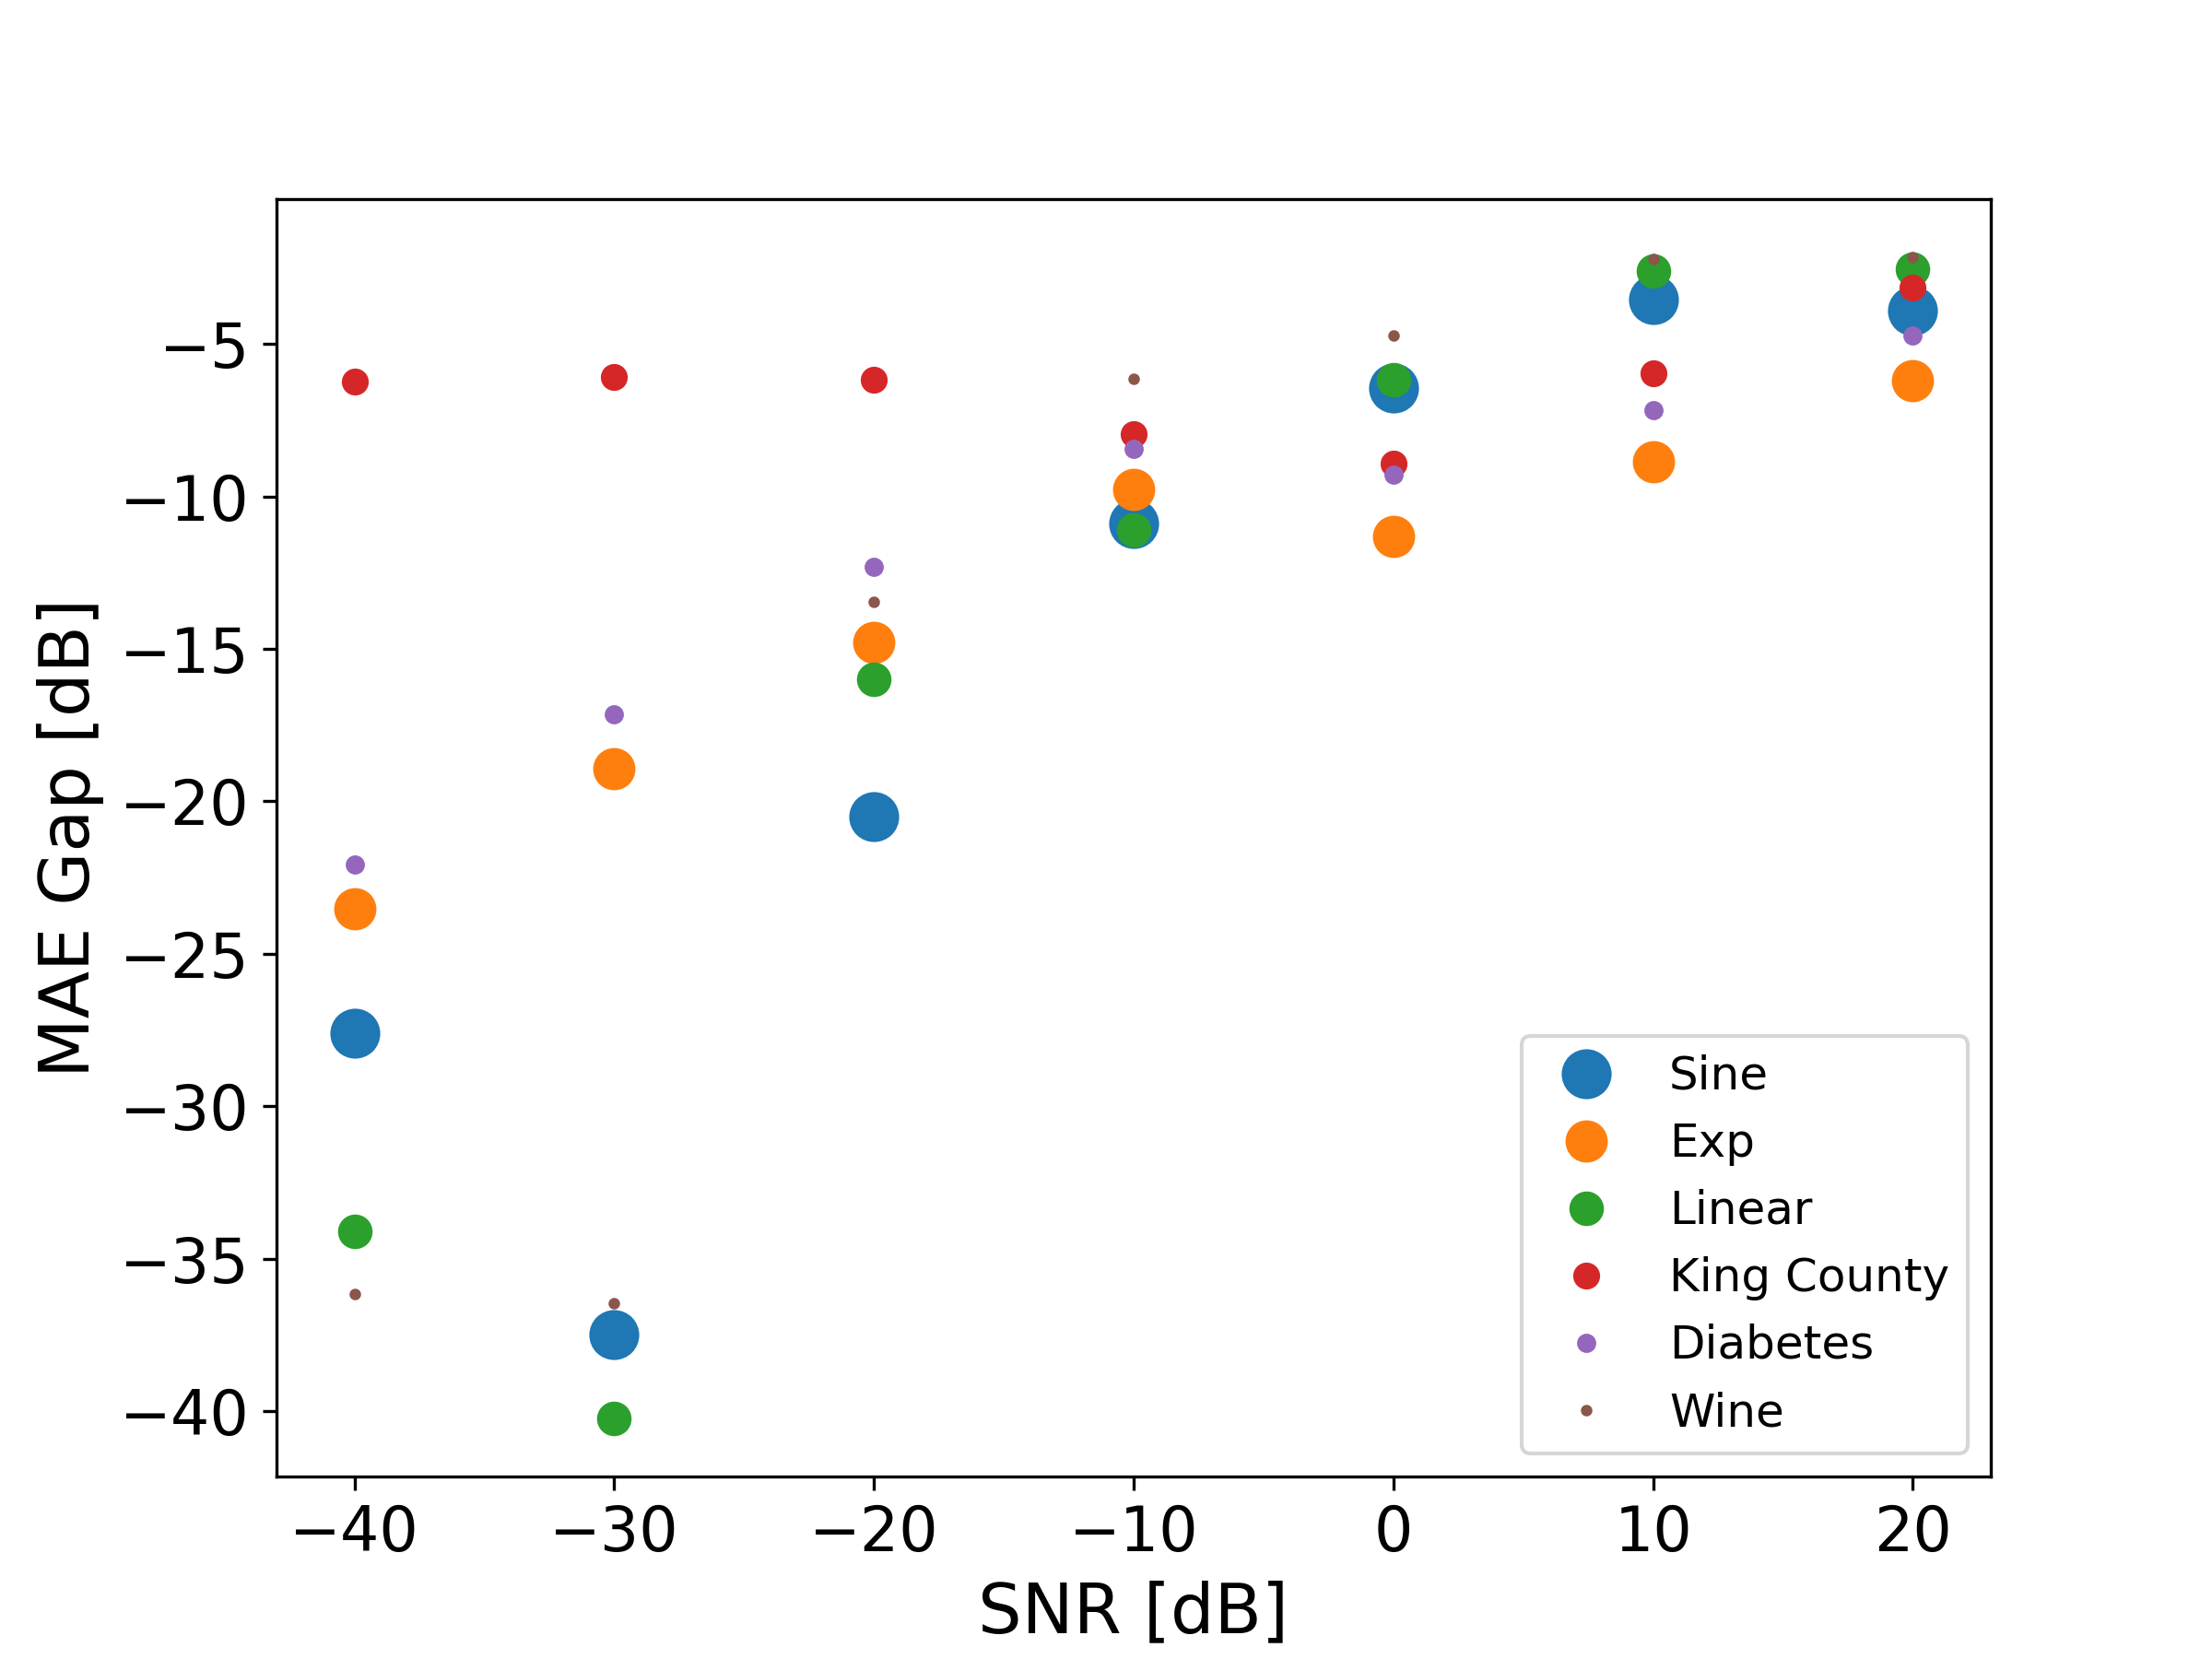 MAE Gap [dB]
−5
−10
−15
−20
−25
−30
−35
−40
Sine
Exp
Linear
King County
Diabetes
Wine
−40 −30 −20 −10 0 10 20
SNR [dB]